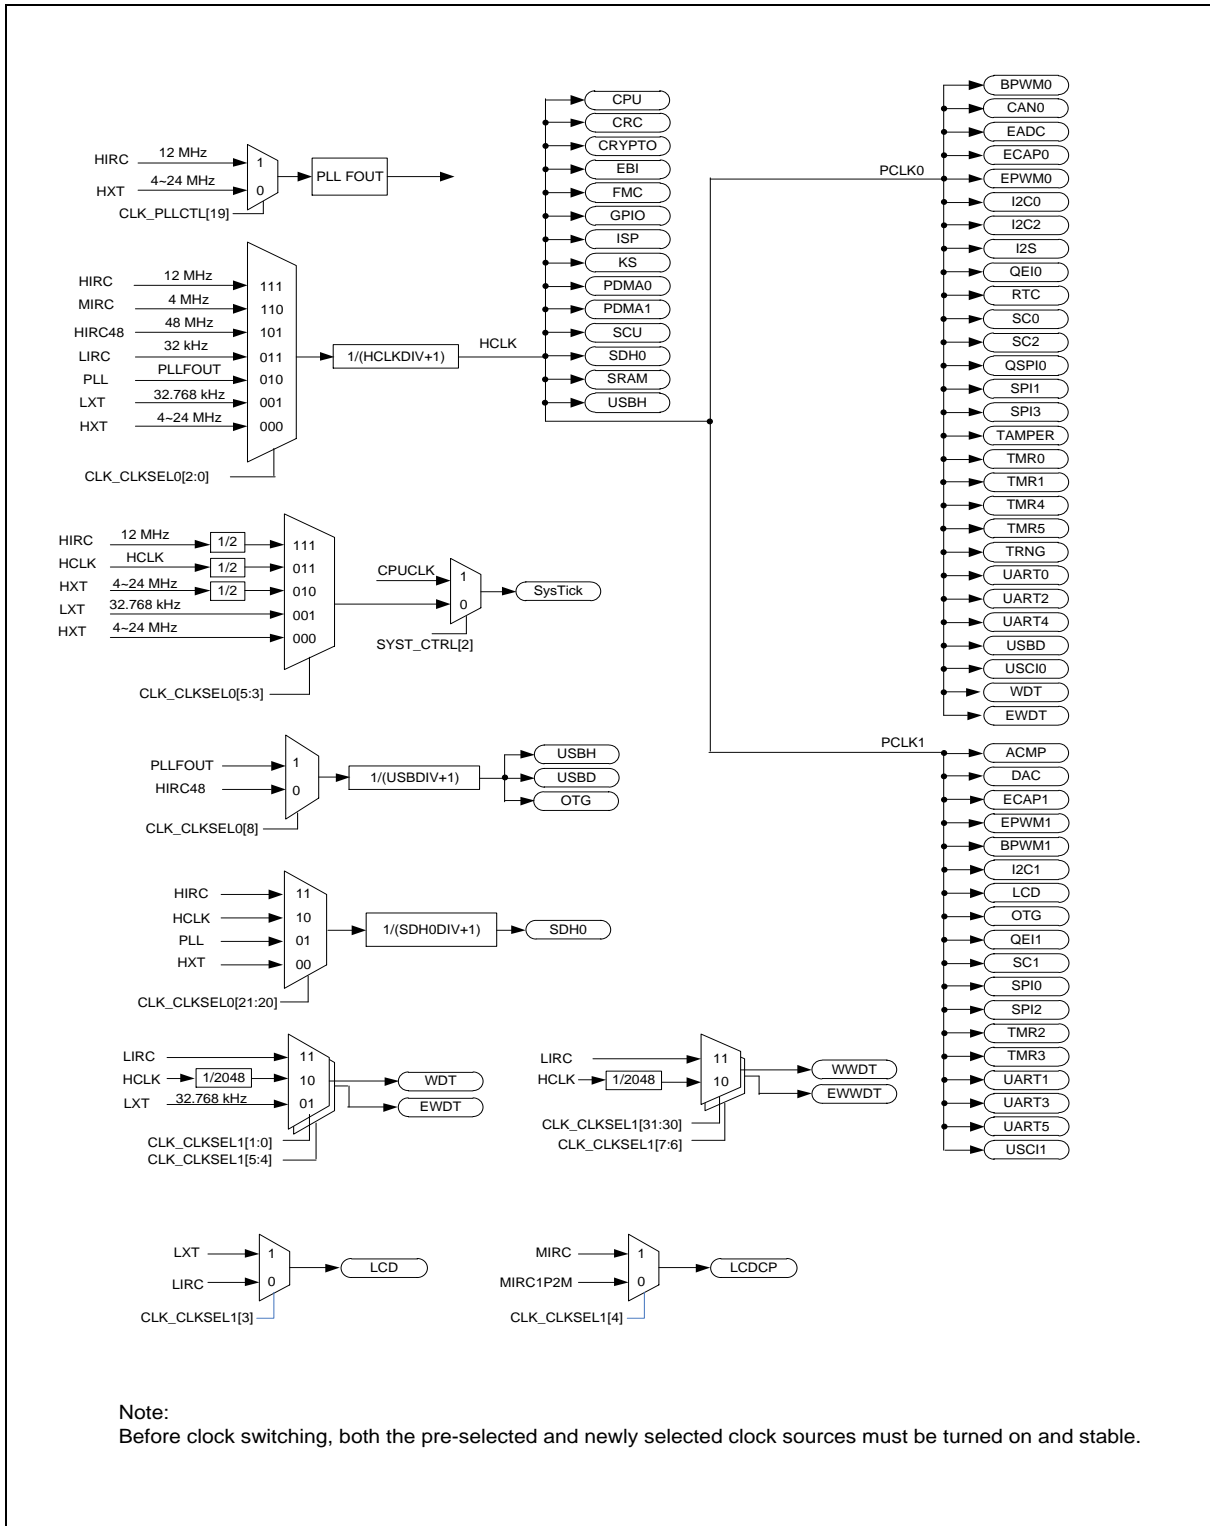 HIRC
12 MHz
1
HXT
4~24 MHz
0
CLK_PLLCTL[19]
PLL FOUT
HIRC
12 MHz
111
MIRC
4 MHz
110
HIRC48
48 MHz
101
LIRC
32 kHz
011
PLL
PLLFOUT
010
LXT
32.768 kHz
001
HXT
4~24 MHz
000
CLK_CLKSEL0[2:0]
1/(HCLKDIV+1)
HCLK
CPU
CRC
CRYPTO
EBI
FMC
GPIO
ISP
KS
PDMA0
PDMA1
SCU
SDH0
SRAM
USBH
PCLK0
BPWM0
CAN0
EADC
ECAP0
EPWM0
I2C0
I2C2
I2S
QEI0
RTC
SC0
SC2
QSPI0
SPI1
SPI3
TAMPER
TMR0
TMR1
TMR4
TMR5
TRNG
UART0
UART2
UART4
USBD
USCI0
WDT
EWDT
PCLK1
ACMP
DAC
ECAP1
EPWM1
BPWM1
I2C1
LCD
OTG
QEI1
SC1
SPI0
SPI2
TMR2
TMR3
UART1
UART3
UART5
USCI1
HIRC
12 MHz
1/2
111
HCLK
HCLK
1/2
011
HXT
4~24 MHz
1/2
010
LXT
32.768 kHz
001
HXT
4~24 MHz
000
CLK_CLKSEL0[5:3]
CPUCLK
1
0
SYST_CTRL[2]
SysTick
PLLFOUT
1
HIRC48
0
CLK_CLKSEL0[8]
1/(USBDIV+1)
USBH
USBD
OTG
HIRC
11
HCLK
10
PLL
01
HXT
00
CLK_CLKSEL0[21:20]
1/(SDH0DIV+1)
SDH0
LIRC
11
HCLK
1/2048
10
LXT
32.768 kHz
01
CLK_CLKSEL1[1:0]
CLK_CLKSEL1[5:4]
WDT
EWDT
LIRC
11
HCLK
1/2048
10
CLK_CLKSEL1[31:30]
CLK_CLKSEL1[7:6]
WWDT
EWWDT
LXT
1
LIRC
0
CLK_CLKSEL1[3]
LCD
MIRC
1
MIRC1P2M
0
CLK_CLKSEL1[4]
LCDCP
Note:
Before clock switching, both the pre-selected and newly selected clock sources must be turned on and stable.